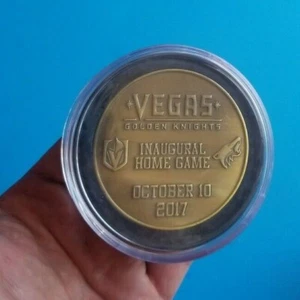 VEGAS
GOLDEN KNIGHTS
INAUGURAL
HOME GAME
OCTOBER 10
2017